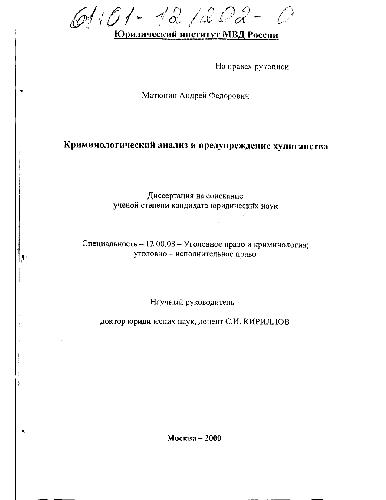 61:01-12/202-0
Юридический институт МВД России
На правах рукописи
Матюнин Андрей Федорович
Криминологический анализ и предупреждение хулиганства
Диссертация на соискание
ученой степени кандидата юридических наук
Специальность – 12.00.08 – Уголовное право и криминология;
уголовно – исполнительное право
Научный руководитель
доктор юридических наук, доцент С.И. КИРИЛЛОВ
Москва – 2000